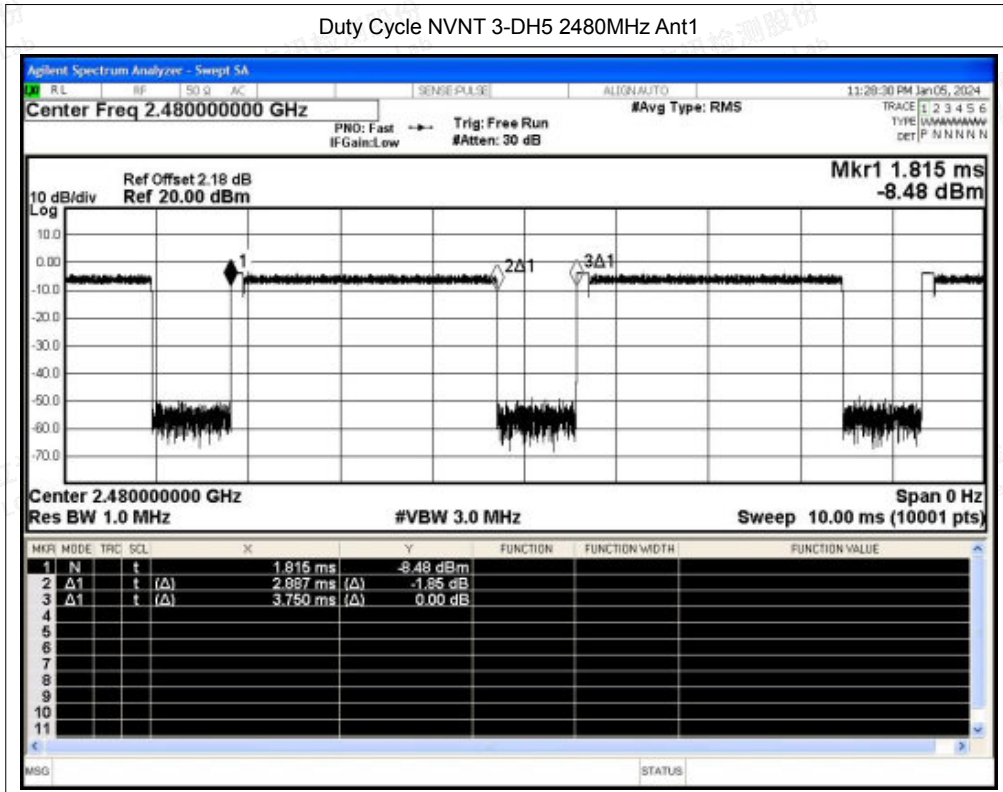 Duty Cycle NVNT 3-DH5 2480MHz Ant1
Agilent Spectrum Analyzer - Swept SA
RL RF 50 Ω AC SENSE:PULSE ALIGN AUTO 11:28:30 PM Jan 05, 2024
Center Freq 2.480000000 GHz #Avg Type: RMS TRACE 1 2 3 4 5 6
PNO: Fast Trig: Free Run TYPE
IFGain:Low #Atten: 30 dB DET P N N N N N
Mkr1 1.815 ms
Ref Offset 2.18 dB -8.48 dBm
10 dB/div Ref 20.00 dBm
Log
10.0
0.00
-10.0
-20.0
-30.0
-40.0
-50.0
-60.0
-70.0
1 2Δ1 3Δ1
Center 2.480000000 GHz Span 0 Hz
Res BW 1.0 MHz #VBW 3.0 MHz Sweep 10.00 ms (10001 pts)
MKR MODE TRC SCL X Y FUNCTION FUNCTION WIDTH FUNCTION VALUE
1 N t 1.815 ms -8.48 dBm
2 Δ1 t (Δ) 2.887 ms (Δ) -1.85 dB
3 Δ1 t (Δ) 3.750 ms (Δ) 0.00 dB
4
5
6
7
8
9
10
11
MSG STATUS